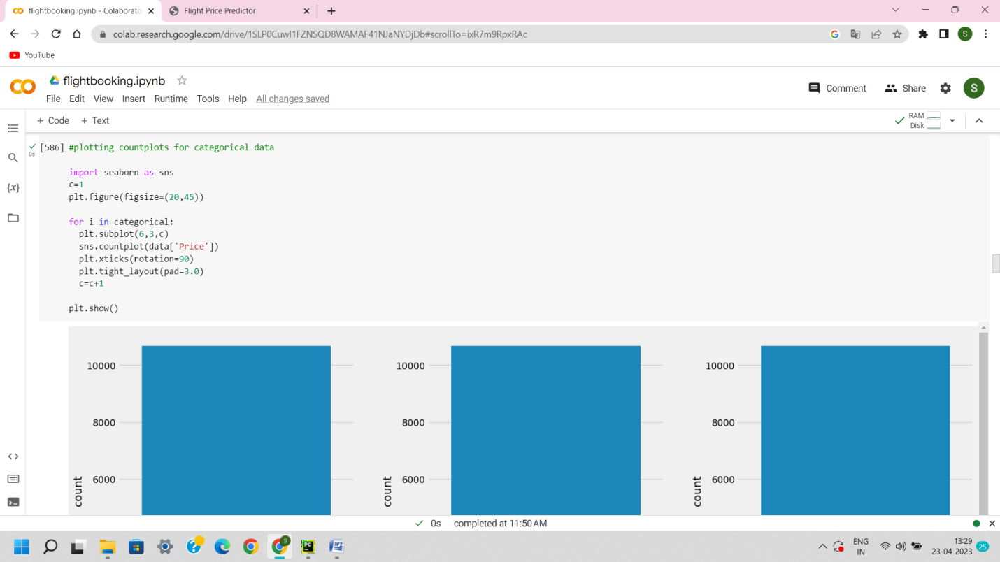 flightbooking.ipynb - Colaborato
Flight Price Predictor
colab.research.google.com/drive/1SLP0CuwI1FZNSQD8WAMAF41NJaNYDjDb#scrollTo=ixR7m9RpxRAc
S
YouTube
flightbooking.ipynb
Comment
Share
S
File Edit View Insert Runtime Tools Help All changes saved
+ Code + Text
RAM
Disk
[586] #plotting countplots for categorical data
0s
import seaborn as sns
c=1
plt.figure(figsize=(20,45))
for i in categorical:
plt.subplot(6,3,c)
sns.countplot(data['Price'])
plt.xticks(rotation=90)
plt.tight_layout(pad=3.0)
c=c+1
plt.show()
{x}
10000 10000 10000
8000 8000 8000
6000 6000 6000
count count count
0s completed at 11:50 AM
S
PC
W
ENG
IN
13:29
23-04-2023
25